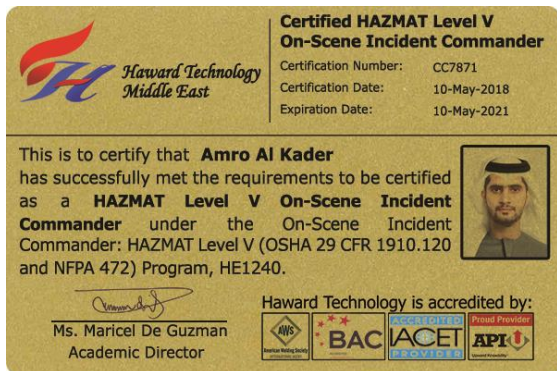 Haward Technology
Middle East
Certified HAZMAT Level V
On-Scene Incident Commander
Certification Number: CC7871
Certification Date: 10-May-2018
Expiration Date: 10-May-2021
This is to certify that Amro Al Kader
has successfully met the requirements to be certified
as a HAZMAT Level V On-Scene Incident
Commander under the On-Scene Incident
Commander: HAZMAT Level V (OSHA 29 CFR 1910.120
and NFPA 472) Program, HE1240.
Ms. Maricel De Guzman
Academic Director
Haward Technology is accredited by:
AWS
American Welding Society
BAC
ACCREDITED
IACET
PROVIDER
Proud Provider
API